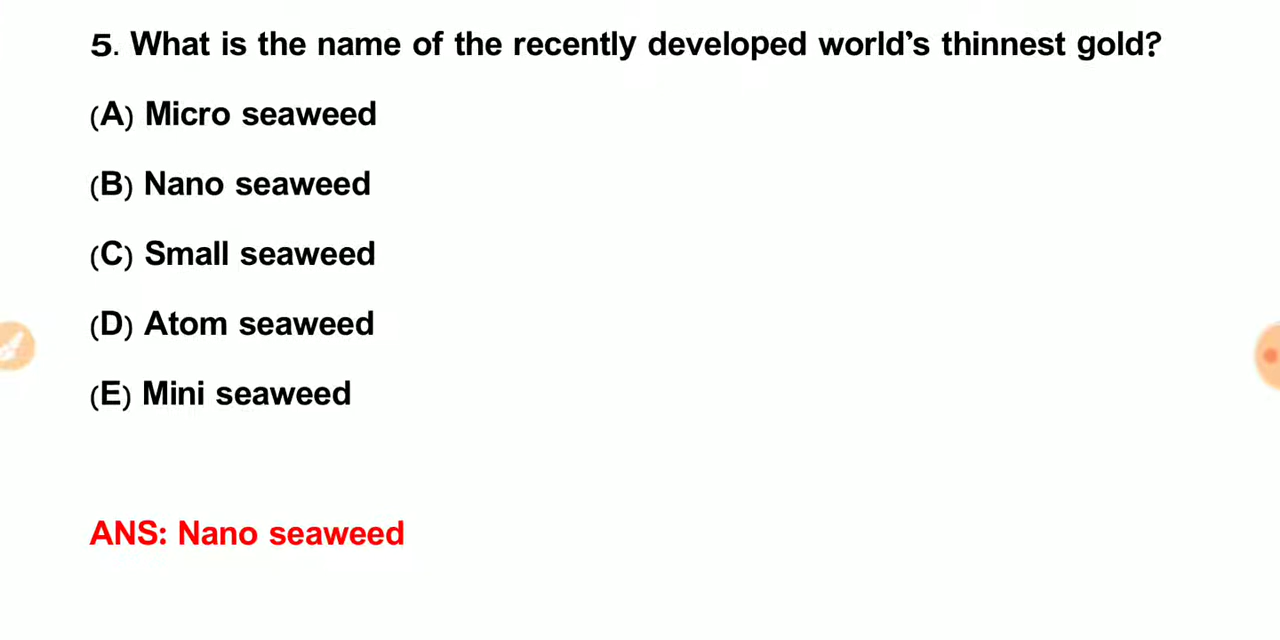 5. What is the name of the recently developed world’s thinnest gold?
(A) Micro seaweed
(B) Nano seaweed
(C) Small seaweed
(D) Atom seaweed
(E) Mini seaweed
ANS: Nano seaweed